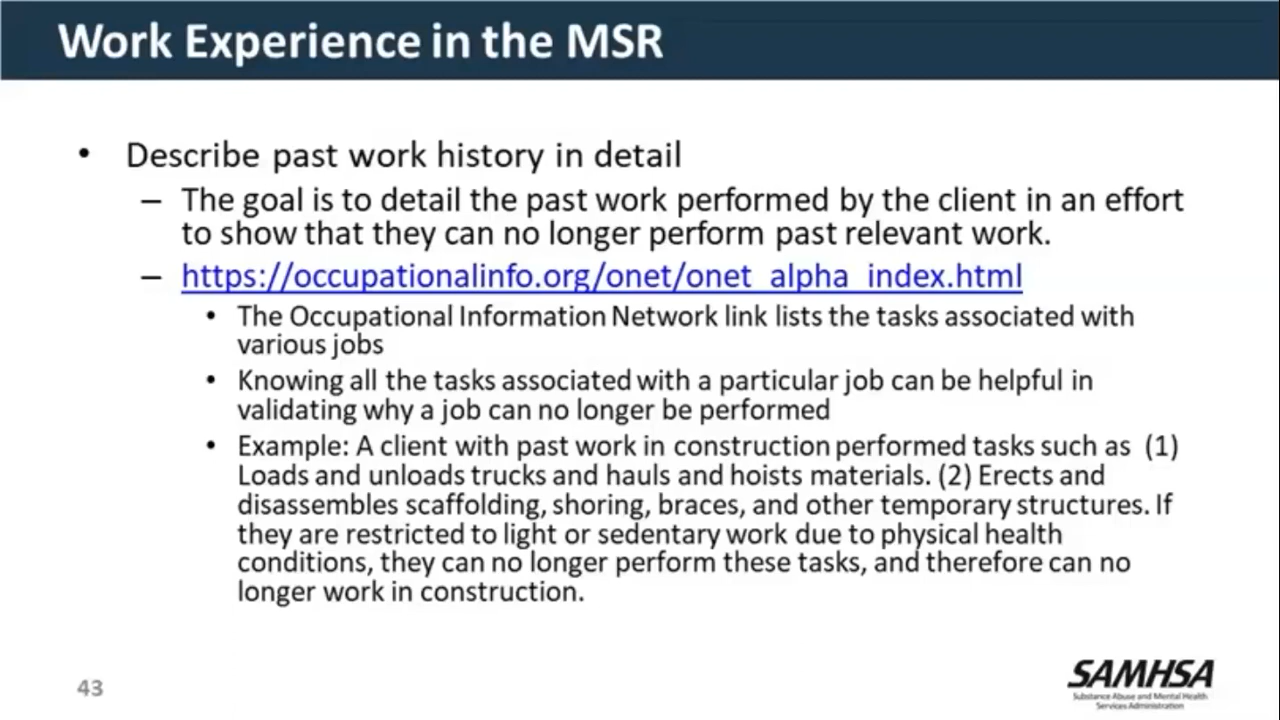 Work Experience in the MSR
• Describe past work history in detail
– The goal is to detail the past work performed by the client in an effort
to show that they can no longer perform past relevant work.
– https://occupationalinfo.org/onet/onet_alpha_index.html
• The Occupational Information Network link lists the tasks associated with
various jobs
• Knowing all the tasks associated with a particular job can be helpful in
validating why a job can no longer be performed
• Example: A client with past work in construction performed tasks such as (1)
Loads and unloads trucks and hauls and hoists materials. (2) Erects and
disassembles scaffolding, shoring, braces, and other temporary structures. If
they are restricted to light or sedentary work due to physical health
conditions, they can no longer perform these tasks, and therefore can no
longer work in construction.
43
SAMHSA
Substance Abuse and Mental Health
Services Administration